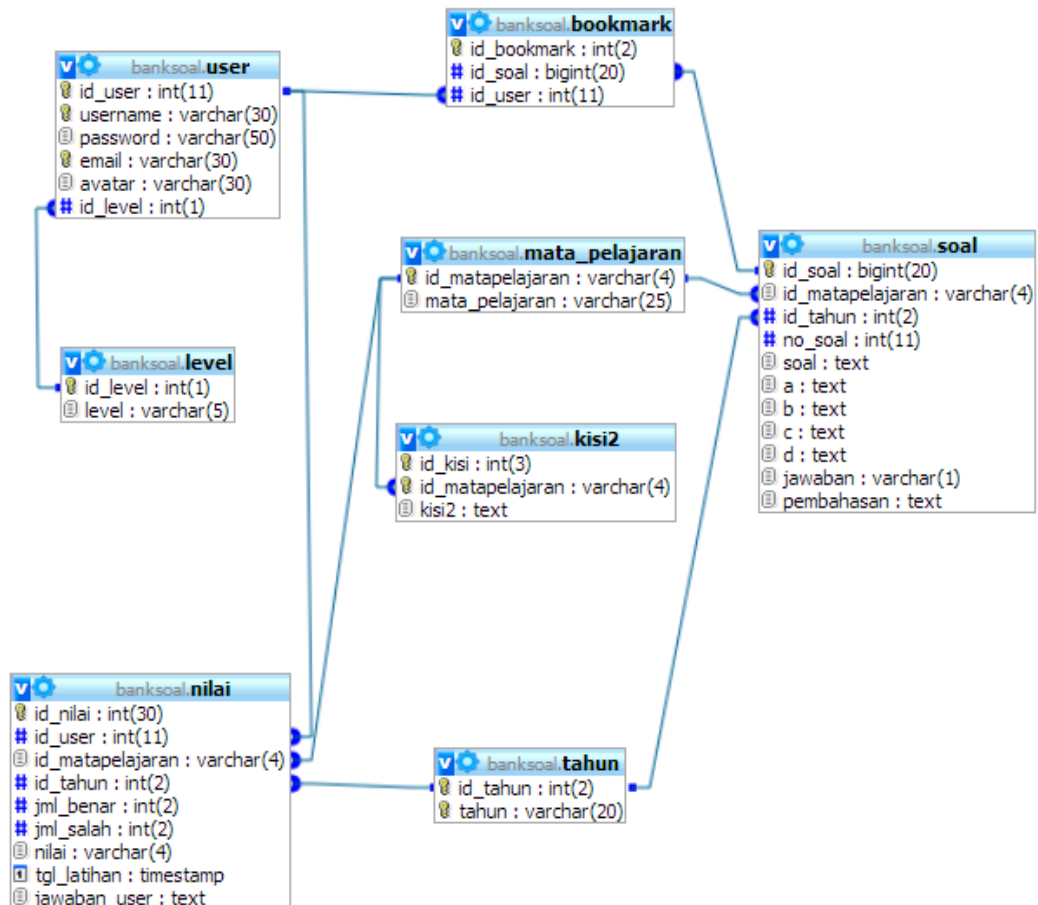 banksoal.bookmark
id_bookmark : int(2)
id_soal : bigint(20)
id_user : int(11)
banksoal.user
id_user : int(11)
username : varchar(30)
password : varchar(50)
email : varchar(30)
avatar : varchar(30)
id_level : int(1)
banksoal.mata_pelajaran
id_matapelajaran : varchar(4)
mata_pelajaran : varchar(25)
banksoal.soal
id_soal : bigint(20)
id_matapelajaran : varchar(4)
id_tahun : int(2)
no_soal : int(11)
soal : text
a : text
b : text
c : text
d : text
jawaban : varchar(1)
pembahasan : text
banksoal.level
id_level : int(1)
level : varchar(5)
banksoal.kisi2
id_kisi : int(3)
id_matapelajaran : varchar(4)
kisi2 : text
banksoal.nilai
id_nilai : int(30)
id_user : int(11)
id_matapelajaran : varchar(4)
id_tahun : int(2)
jml_benar : int(2)
jml_salah : int(2)
nilai : varchar(4)
tgl_latihan : timestamp
jawaban_user : text
banksoal.tahun
id_tahun : int(2)
tahun : varchar(20)